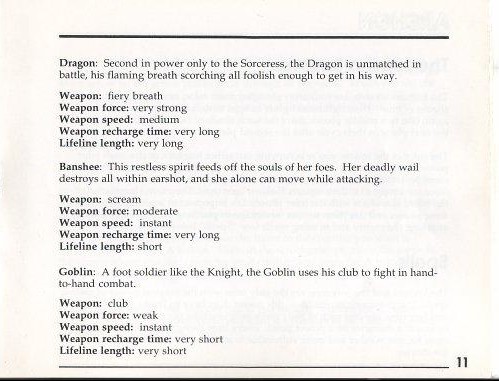 Dragon: Second in power only to the Sorceress, the Dragon is unmatched in
battle, his flaming breath scorching all foolish enough to get in his way.
Weapon: fiery breath
Weapon force: very strong
Weapon speed: medium
Weapon recharge time: very long
Lifeline length: very long
Banshee: This restless spirit feeds off the souls of her foes. Her deadly wail
destroys all within earshot, and she alone can move while attacking.
Weapon: scream
Weapon force: moderate
Weapon speed: instant
Weapon recharge time: very long
Lifeline length: short
Goblin: A foot soldier like the Knight, the Goblin uses his club to fight in hand-
to-hand combat.
Weapon: club
Weapon force: weak
Weapon speed: instant
Weapon recharge time: very short
Lifeline length: very short
11